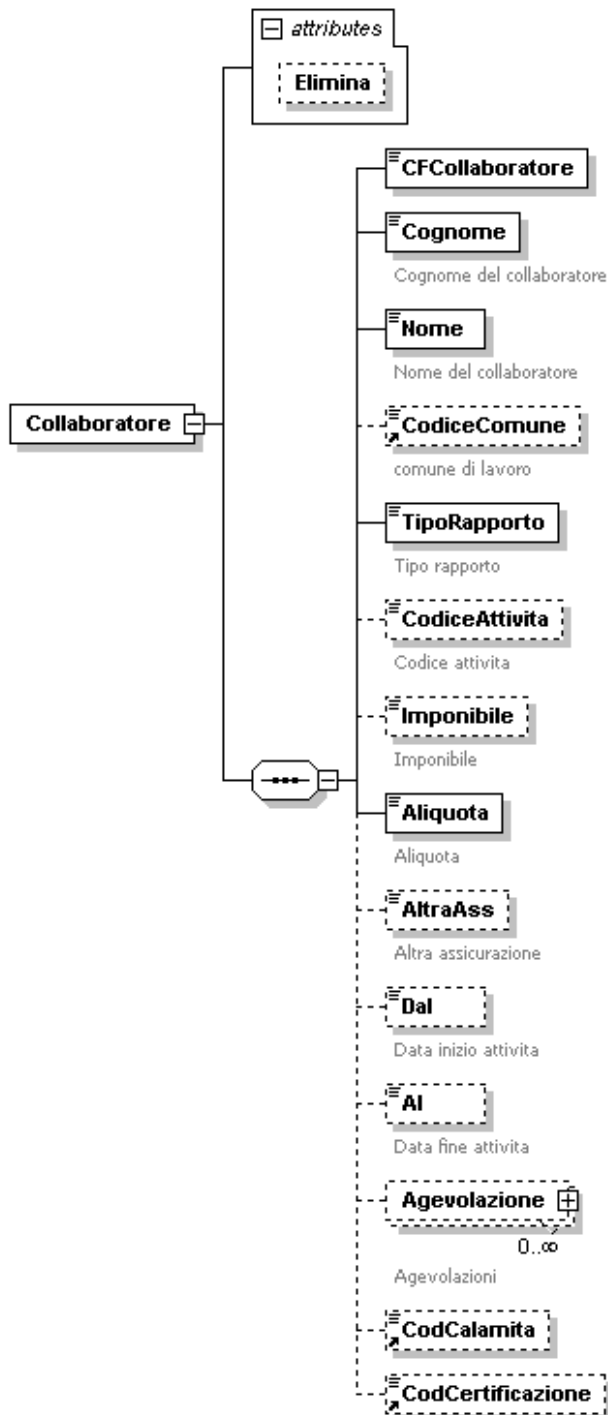 attributes
Elimina
CFCollaboratore
Cognome
Cognome del collaboratore
Nome
Nome del collaboratore
Collaboratore
CodiceComune
comune di lavoro
TipoRapporto
Tipo rapporto
CodiceAttivita
Codice attivita
Imponibile
Imponibile
Aliquota
Aliquota
AltraAss
Altra assicurazione
Dal
Data inizio attivita
Al
Data fine attivita
Agevolazione
0..∞
Agevolazioni
CodCalamita
CodCertificazione